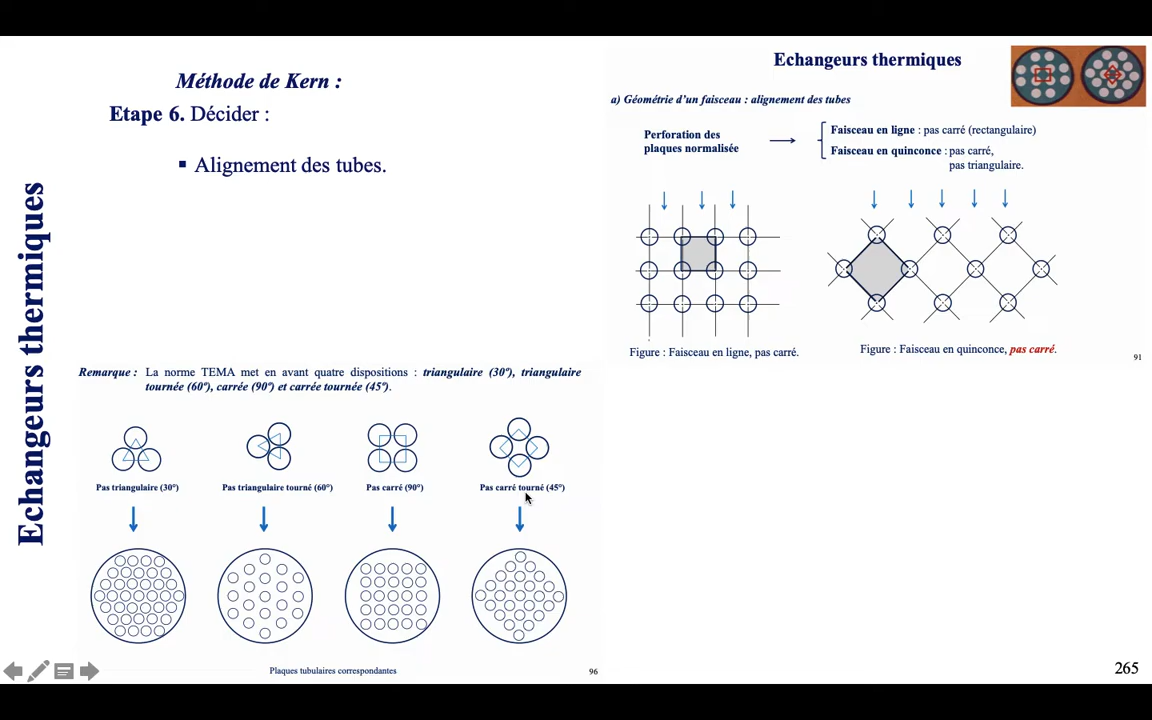 Echangeurs thermiques
Méthode de Kern :
Etape 6. Décider :
▪ Alignement des tubes.
Echangeurs thermiques
a) Géométrie d'un faisceau : alignement des tubes
Perforation des
plaques normalisée
Faisceau en ligne : pas carré (rectangulaire)
Faisceau en quinconce : pas carré,
pas triangulaire.
Figure : Faisceau en ligne, pas carré.
Figure : Faisceau en quinconce, pas carré.
91
Remarque : La norme TEMA met en avant quatre dispositions : triangulaire (30º), triangulaire
tournée (60º), carrée (90º) et carrée tournée (45º).
Pas triangulaire (30°)
Pas triangulaire tourné (60°)
Pas carré (90°)
Pas carré tourné (45°)
Plaques tubulaires correspondantes
96
265